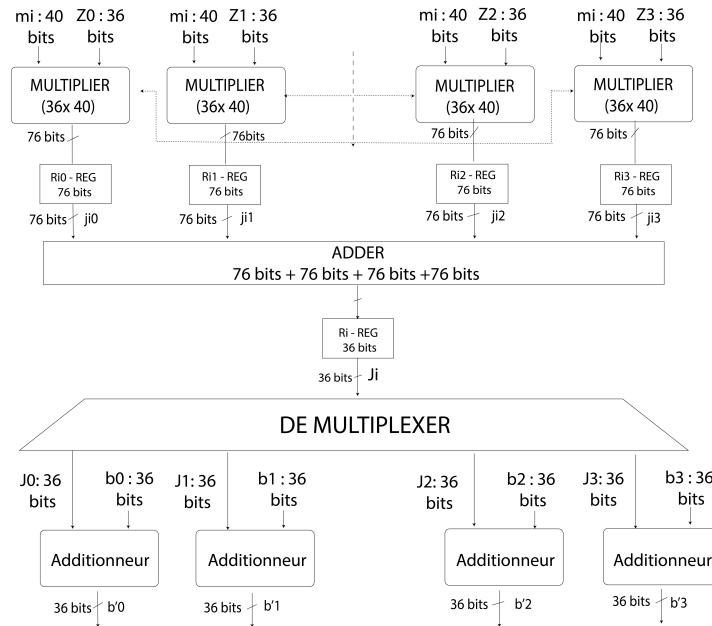 mi : 40 bits
Z0 : 36 bits
mi : 40 bits
Z1 : 36 bits
mi : 40 bits
Z2 : 36 bits
mi : 40 bits
Z3 : 36 bits
MULTIPLIER
(36x 40)
MULTIPLIER
(36x 40)
MULTIPLIER
(36x 40)
MULTIPLIER
(36x 40)
76 bits
76bits
76 bits
76 bits
Ri0 - REG
76 bits
Ri1 - REG
76 bits
Ri2 - REG
76 bits
Ri3 - REG
76 bits
76 bits ji0
76 bits ji1
76 bits ji2
76 bits ji3
ADDER
76 bits + 76 bits + 76 bits +76 bits
Ri - REG
36 bits
36 bits Ji
DE MULTIPLEXER
J0: 36 bits
b0 : 36 bits
J1: 36 bits
b1 : 36 bits
J2: 36 bits
b2 : 36 bits
J3: 36 bits
b3 : 36 bits
Additionneur
Additionneur
Additionneur
Additionneur
36 bits b'0
36 bits b'1
36 bits b'2
36 bits b'3